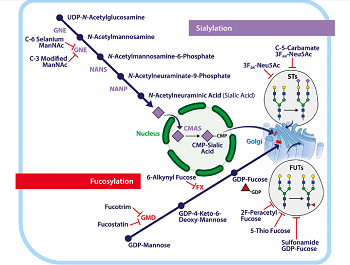 UDP-N-Acetylglucosamine
Sialylation
GNE
C-6 Selanium
ManNAc
N-Acetylmannosamine
GNE
C-3 Modified
ManNAc
N-Acetylmannosamine-6-Phosphate
NANS
N-Acetylneuraminate-9-Phosphate
NANP
N-Acetylneuraminic Acid (Sialic Acid)
C-5-Carbamate
3Fax-Neu5Ac
3Fax-Neu5Ac
STs
Nucleus
CMAS
CMP
CMP-Sialic
Acid
Golgi
Fucosylation
6-Alkynyl Fucose
FX
GDP-Fucose
GDP
FUTs
Fucotrim
GMD
Fucostatin
GDP-4-Keto-6-
Deoxy-Mannose
GDP-Mannose
2F-Peracetyl
Fucose
5-Thio Fucose
Sulfonamide
GDP-Fucose